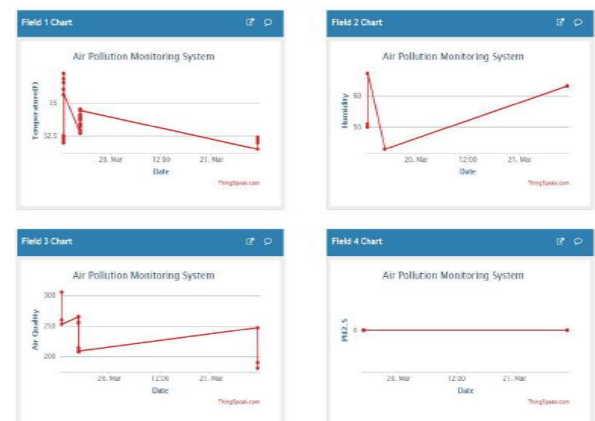 Field 1 Chart
Air Pollution Monitoring System
Temperature(F)
35
32.5
20. Mar 12:00 21. Mar
Date
ThingSpeak.com
Field 2 Chart
Air Pollution Monitoring System
Humidity
60
50
20. Mar 12:00 21. Mar
Date
ThingSpeak.com
Field 3 Chart
Air Pollution Monitoring System
Air Quality
300
250
200
20. Mar 12:00 21. Mar
Date
ThingSpeak.com
Field 4 Chart
Air Pollution Monitoring System
PM2.5
0
20. Mar 12:00 21. Mar
Date
ThingSpeak.com